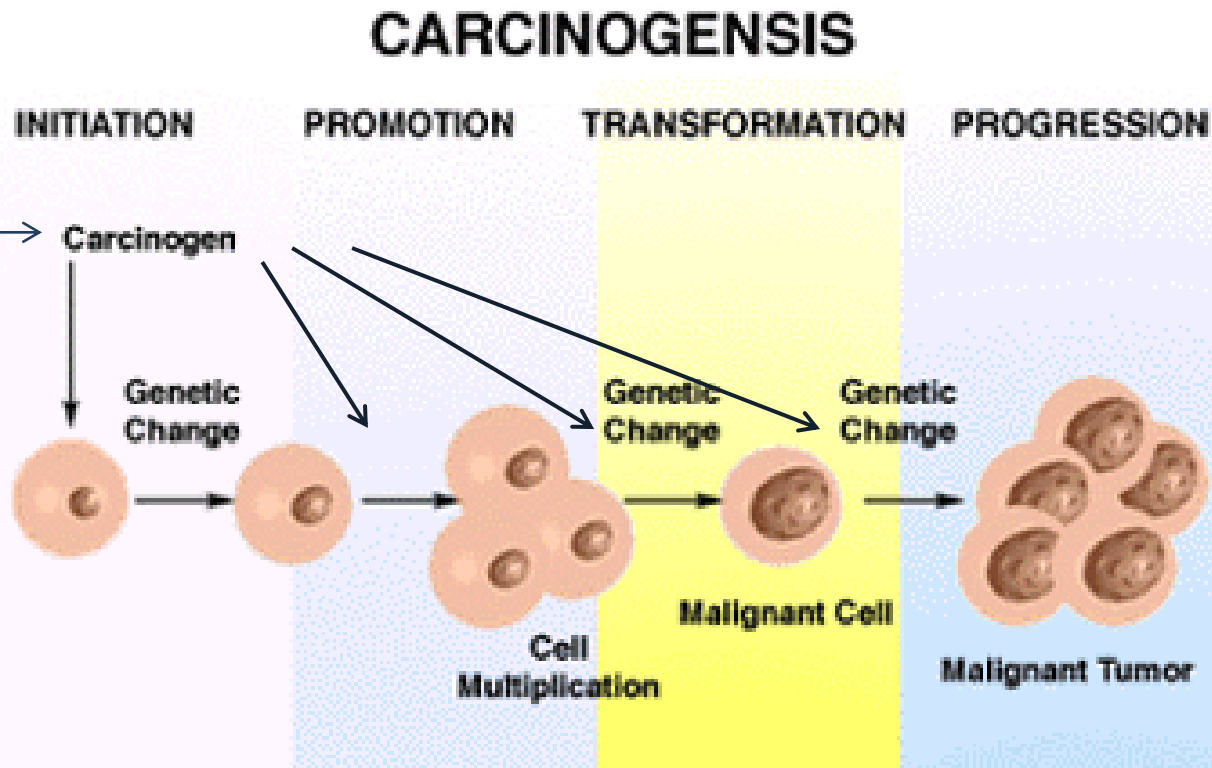 CARCINOGENSIS
INITIATION
PROMOTION
TRANSFORMATION
PROGRESSION
Carcinogen
Genetic
Change
Genetic
Change
Genetic
Change
Cell
Multiplication
Malignant Cell
Malignant Tumor